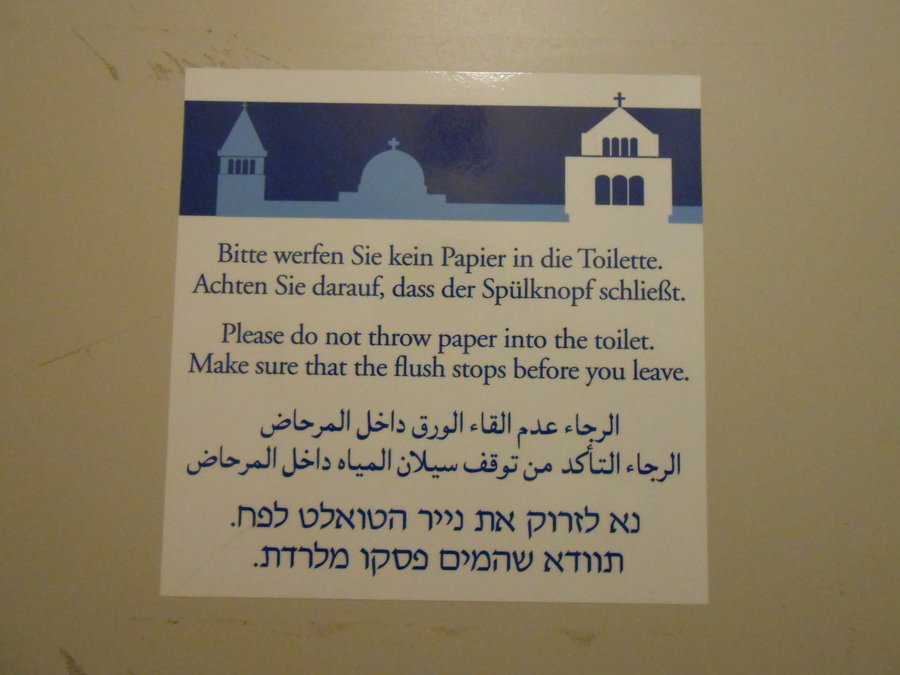 Bitte werfen Sie kein Papier in die Toilette.
Achten Sie darauf, dass der Spülknopf schließt.
Please do not throw paper into the toilet.
Make sure that the flush stops before you leave.
الرجاء عدم القاء الورق داخل المرحاض
الرجاء التأكد من توقف سيلان المياه داخل المرحاض
נא לזרוק את נייר הטואלט לפח.
תוודא שהמים פסקו מלרדת.